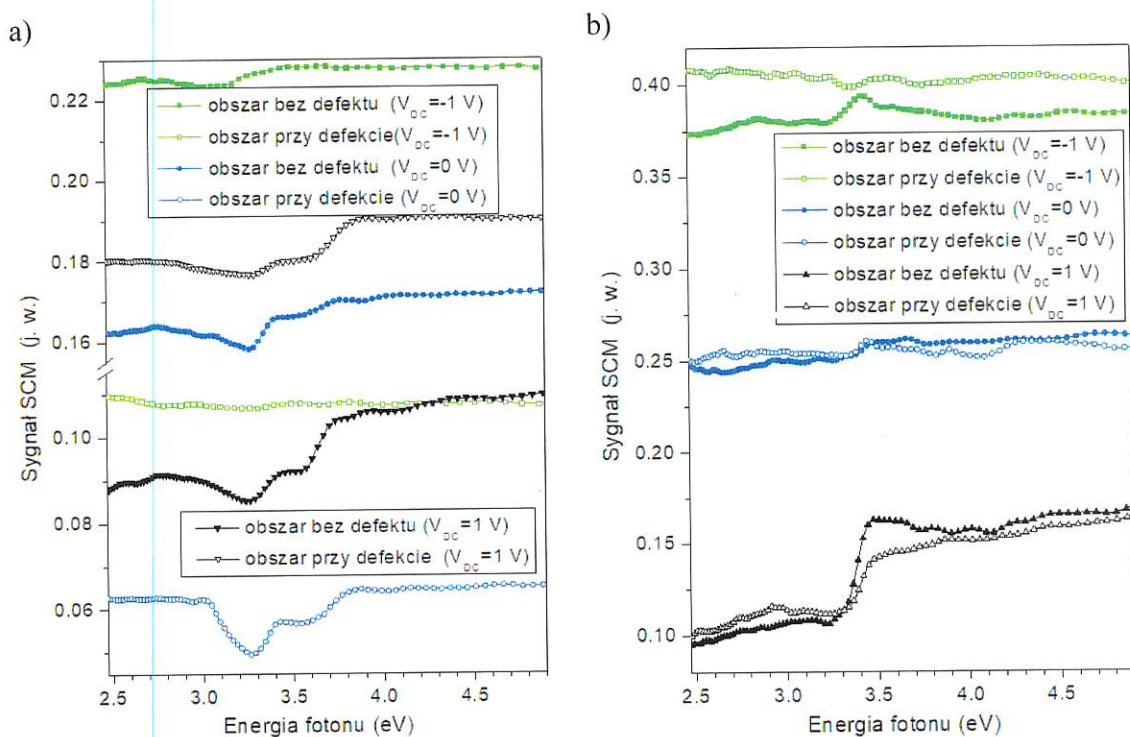 a)
0.22
0.20
0.18
0.16
0.10
0.08
0.06
Sygnał SCM (j. w.)
obszar bez defektu (V_DC=-1 V)
obszar przy defekcie(V_DC=-1 V)
obszar bez defektu (V_DC=0 V)
obszar przy defekcie (V_DC=0 V)
obszar bez defektu (V_DC=1 V)
obszar przy defekcie (V_DC=1 V)
2.5 3.0 3.5 4.0 4.5
Energia fotonu (eV)
b)
0.40
0.35
0.30
0.25
0.20
0.15
0.10
Sygnał SCM (j. w.)
obszar bez defektu (V_DC=-1 V)
obszar przy defekcie (V_DC=-1 V)
obszar bez defektu (V_DC=0 V)
obszar przy defekcie (V_DC=0 V)
obszar bez defektu (V_DC=1 V)
obszar przy defekcie (V_DC=1 V)
2.5 3.0 3.5 4.0 4.5
Energia fotonu (eV)